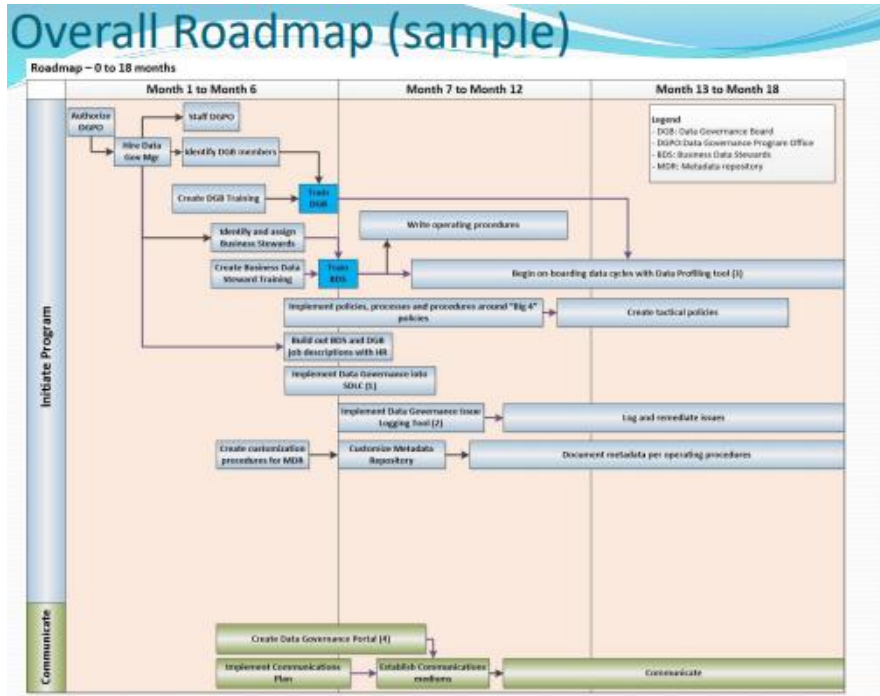 Overall Roadmap (sample)
Roadmap – 0 to 18 months
Month 1 to Month 6
Month 7 to Month 12
Month 13 to Month 18
Initiate Program
Authorize
DGPO
Staff DGPO
Hire Data
Gov Mgr
Identify DGB members
Legend
- DGB: Data Governance Board
- DGPO:Data Governance Program Office
- BDS: Business Data Stewards
- MDR: Metadata repository
Create DGB Training
Train
DGB
Write operating procedures
Identify and assign
Business Stewards
Create Business Data
Steward Training
Train
BDS
Begin on-boarding data cycles with Data Profiling tool (3)
Implement policies, processes and procedures around "Big 4"
policies
Create tactical policies
Build out BDS and DGB
job descriptions with HR
Implement Data Governance into
SDLC (1)
Implement Data Governance Issue
Logging Tool (2)
Log and remediate issues
Create customization
procedures for MDR
Customize Metadata
Repository
Document metadata per operating procedures
Communicate
Create Data Governance Portal (4)
Implement Communications
Plan
Establish Communications
mediums
Communicate